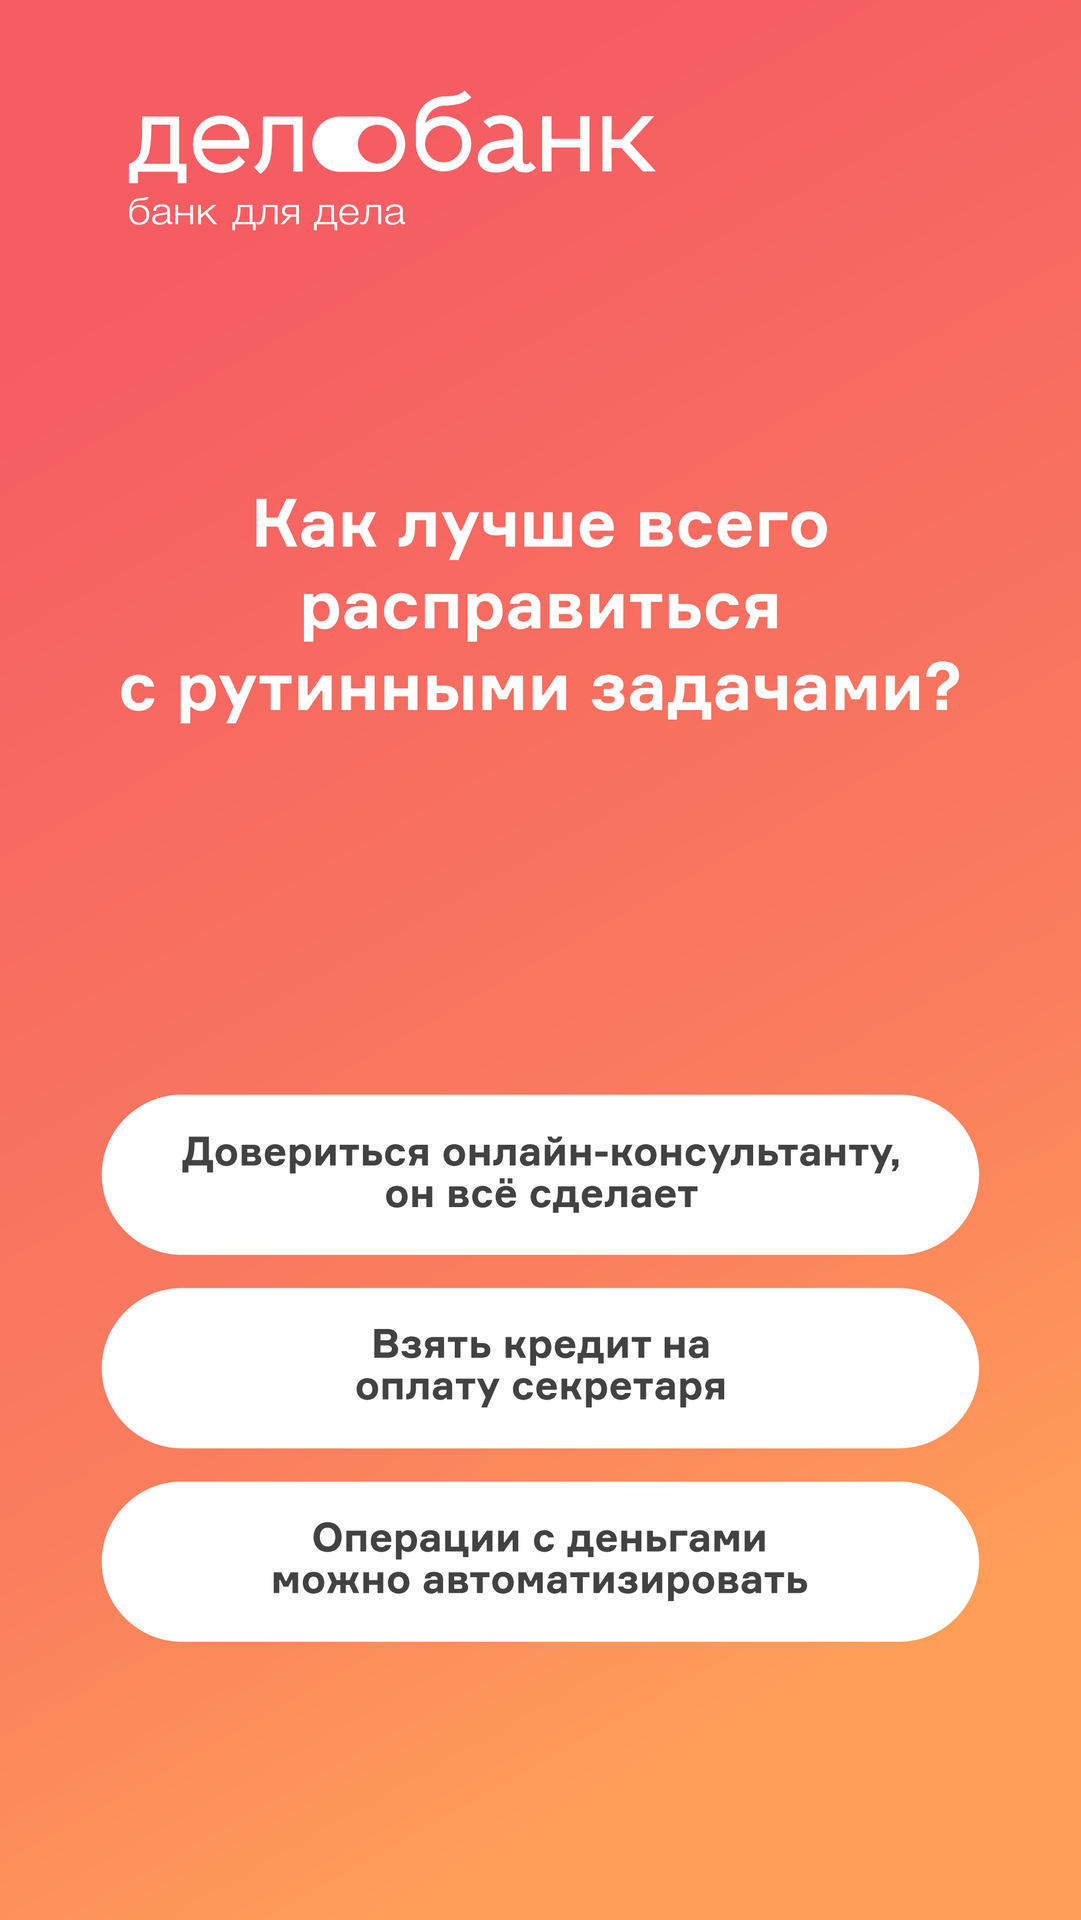 делобанк
банк для дела
Как лучше всего
расправиться
с рутинными задачами?
Довериться онлайн-консультанту,
он всё сделает
Взять кредит на
оплату секретаря
Операции с деньгами
можно автоматизировать